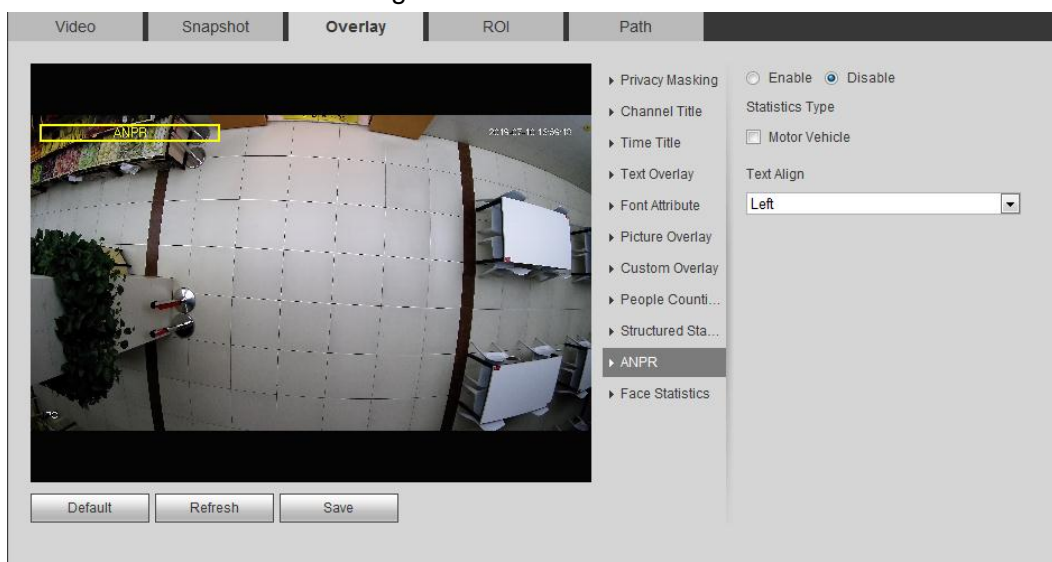 Video Snapshot Overlay ROI Path
ANPR
Privacy Masking
Channel Title
Time Title
Text Overlay
Font Attribute
Picture Overlay
Custom Overlay
People Counti...
Structured Sta...
ANPR
Face Statistics
Enable Disable
Statistics Type
Motor Vehicle
Text Align
Left
Default Refresh Save